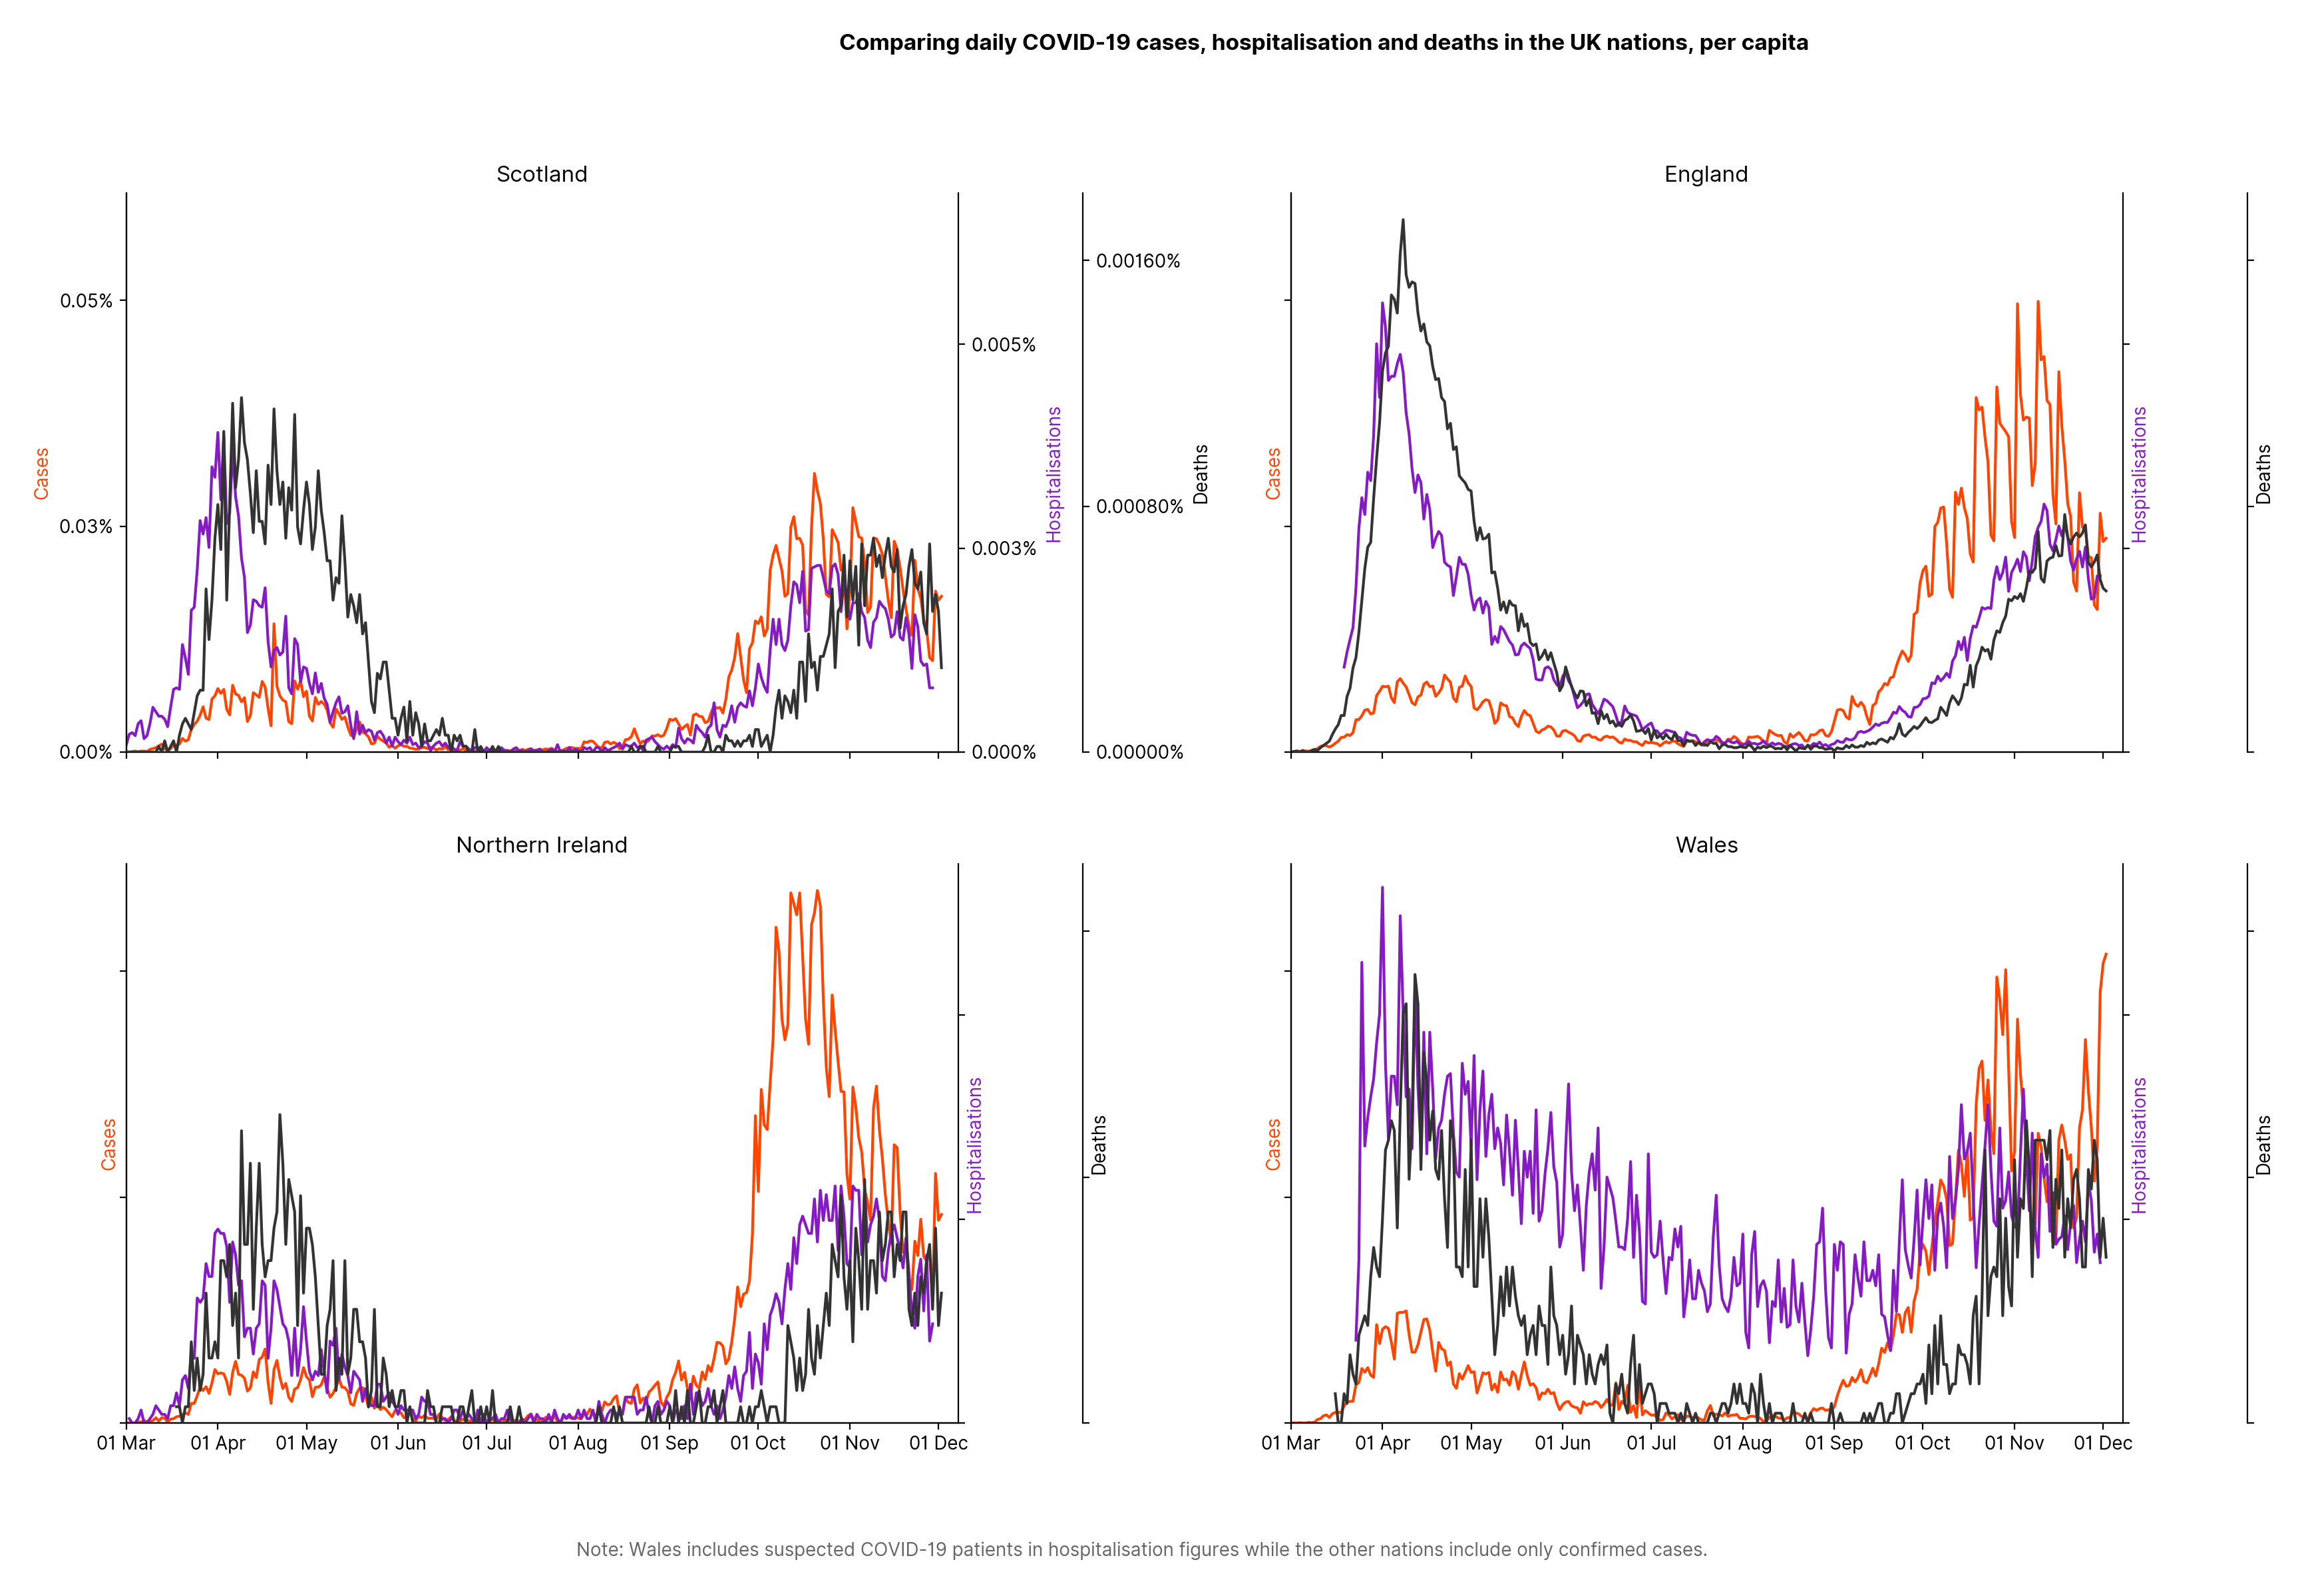 Comparing daily COVID-19 cases, hospitalisation and deaths in the UK nations, per capita
Scotland
England
0.05%
0.03%
0.00%
Cases
0.005%
0.003%
0.000%
Hospitalisations
0.00160%
0.00080%
0.00000%
Deaths
Cases
Hospitalisations
Deaths
Northern Ireland
Wales
Cases
Hospitalisations
Deaths
Cases
Hospitalisations
Deaths
01 Mar 01 Apr 01 May 01 Jun 01 Jul 01 Aug 01 Sep 01 Oct 01 Nov 01 Dec
01 Mar 01 Apr 01 May 01 Jun 01 Jul 01 Aug 01 Sep 01 Oct 01 Nov 01 Dec
Note: Wales includes suspected COVID-19 patients in hospitalisation figures while the other nations include only confirmed cases.